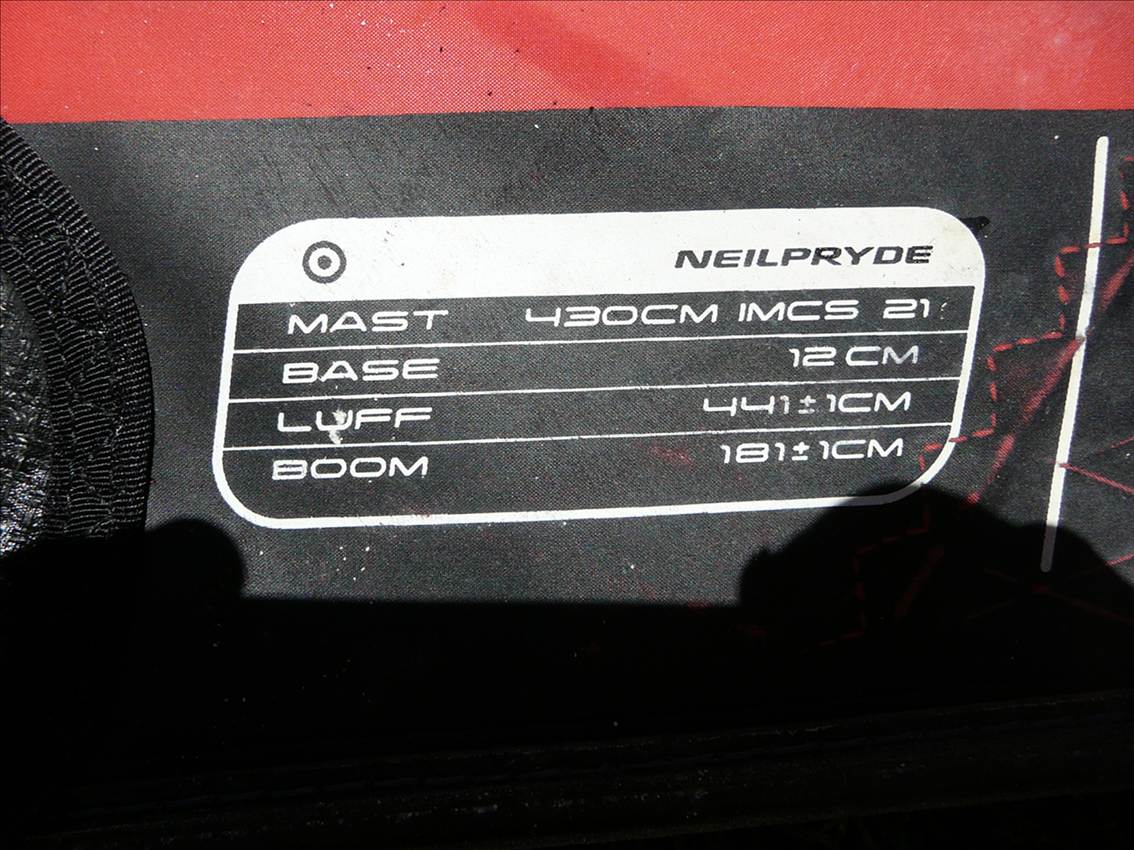 NEILPRYDE
MAST 430CM IMCS 21
BASE 12 CM
LUFF 441±1CM
BOOM 181±1CM